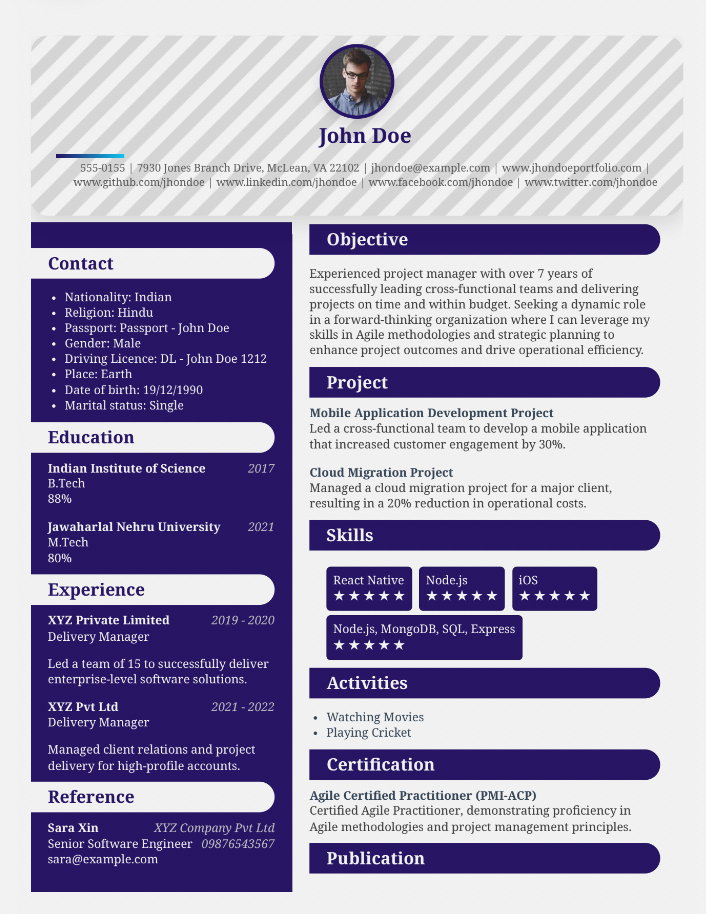 John Doe
555-0155 | 7930 Jones Branch Drive, McLean, VA 22102 | jhondoe@example.com | www.jhondoeportfolio.com |
www.github.com/jhondoe | www.linkedin.com/jhondoe | www.facebook.com/jhondoe | www.twitter.com/jhondoe
Contact
• Nationality: Indian
• Religion: Hindu
• Passport: Passport - John Doe
• Gender: Male
• Driving Licence: DL - John Doe 1212
• Place: Earth
• Date of birth: 19/12/1990
• Marital status: Single
Education
Indian Institute of Science 2017
B.Tech
88%
Jawaharlal Nehru University 2021
M.Tech
80%
Experience
XYZ Private Limited 2019 - 2020
Delivery Manager
Led a team of 15 to successfully deliver
enterprise-level software solutions.
XYZ Pvt Ltd 2021 - 2022
Delivery Manager
Managed client relations and project
delivery for high-profile accounts.
Reference
Sara Xin XYZ Company Pvt Ltd
Senior Software Engineer 09876543567
sara@example.com
Objective
Experienced project manager with over 7 years of
successfully leading cross-functional teams and delivering
projects on time and within budget. Seeking a dynamic role
in a forward-thinking organization where I can leverage my
skills in Agile methodologies and strategic planning to
enhance project outcomes and drive operational efficiency.
Project
Mobile Application Development Project
Led a cross-functional team to develop a mobile application
that increased customer engagement by 30%.
Cloud Migration Project
Managed a cloud migration project for a major client,
resulting in a 20% reduction in operational costs.
Skills
React Native Node.js iOS
★★★★★ ★★★★★ ★★★★★
Node.js, MongoDB, SQL, Express
★★★★★
Activities
• Watching Movies
• Playing Cricket
Certification
Agile Certified Practitioner (PMI-ACP)
Certified Agile Practitioner, demonstrating proficiency in
Agile methodologies and project management principles.
Publication